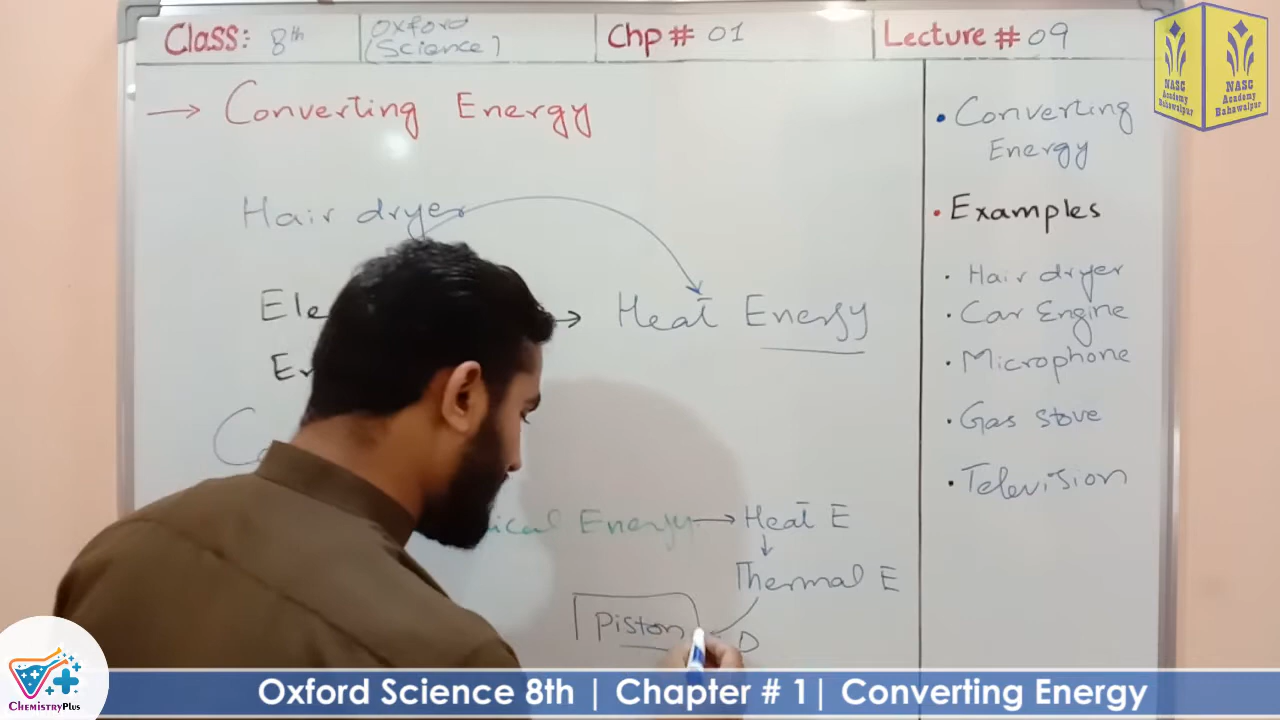 Class: 8th
Oxford
(Science)
Chp # 01
Lecture # 09
NASC
Academy
Bahawalpur
NASC
Academy
Bahawalpur
→ Converting Energy
Hair dryer
→ Heat Energy
Energy → Heat E
↓
Thermal E
Piston
D
• Converting
Energy
• Examples
· Hair dryer
· Car Engine
· Microphone
· Gas stove
· Television
ChemistryPlus
Oxford Science 8th | Chapter # 1| Converting Energy